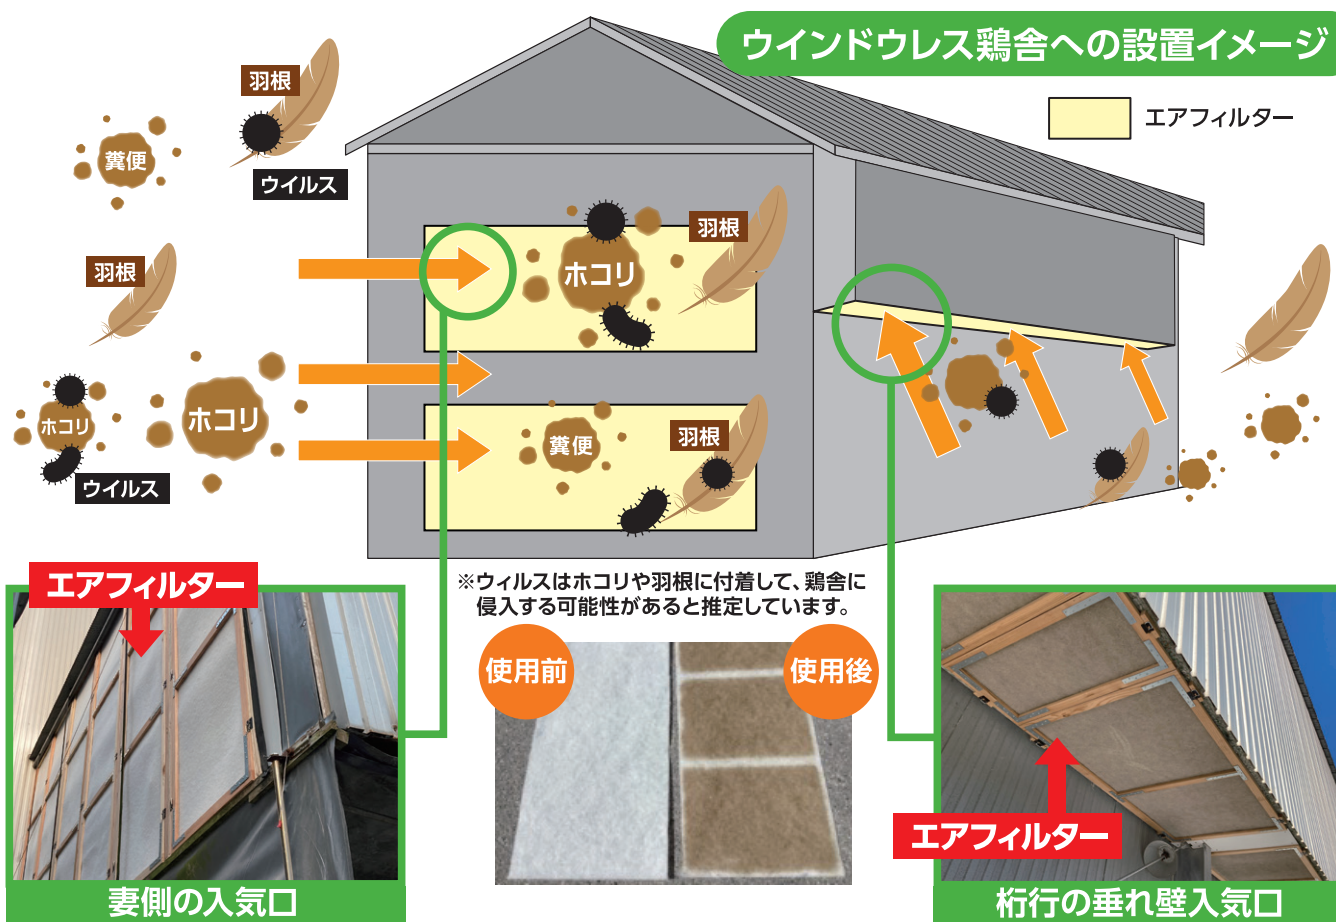 ウインドウレス鶏舎への設置イメージ
エアフィルター
羽根
糞便
ウイルス
羽根
ホコリ
羽根
ホコリ
ホコリ
ウイルス
糞便
羽根
エアフィルター
※ウィルスはホコリや羽根に付着して、鶏舎に
侵入する可能性があると推定しています。
使用前
使用後
エアフィルター
妻側の入気口
桁行の垂れ壁入気口